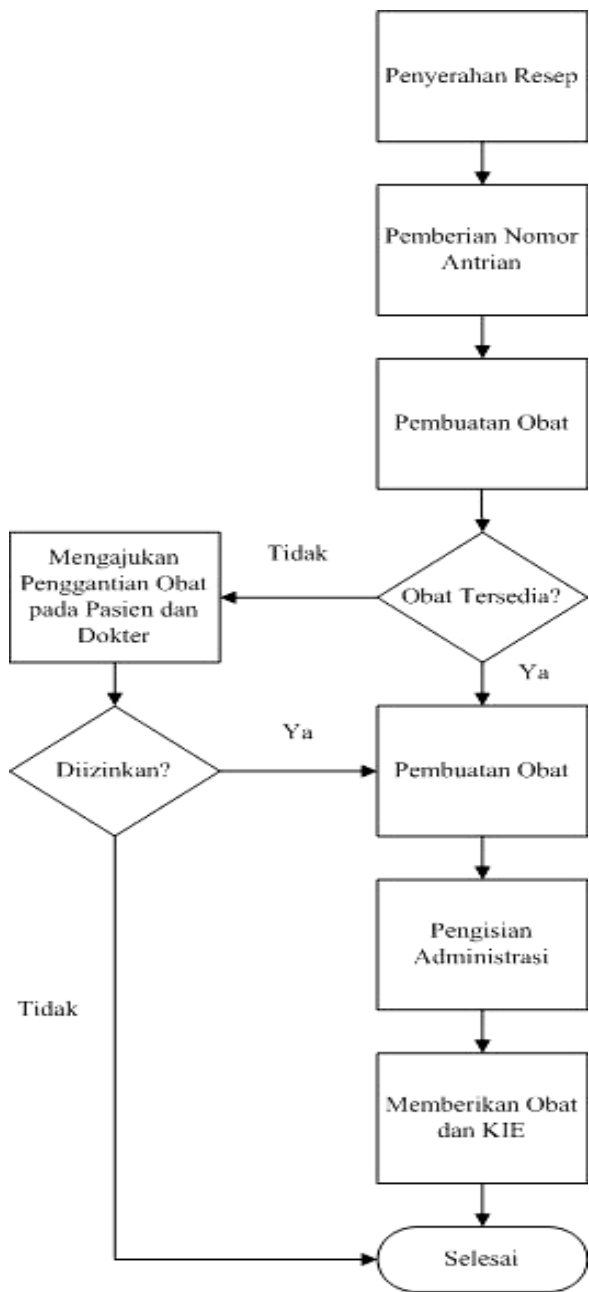 Penyerahan Resep
Pemberian Nomor
Antrian
Pembuatan Obat
Obat Tersedia?
Tidak
Mengajukan
Penggantian Obat
pada Pasien dan
Dokter
Ya
Diizinkan?
Ya
Pembuatan Obat
Pengisian
Administrasi
Tidak
Memberikan Obat
dan KIE
Selesai